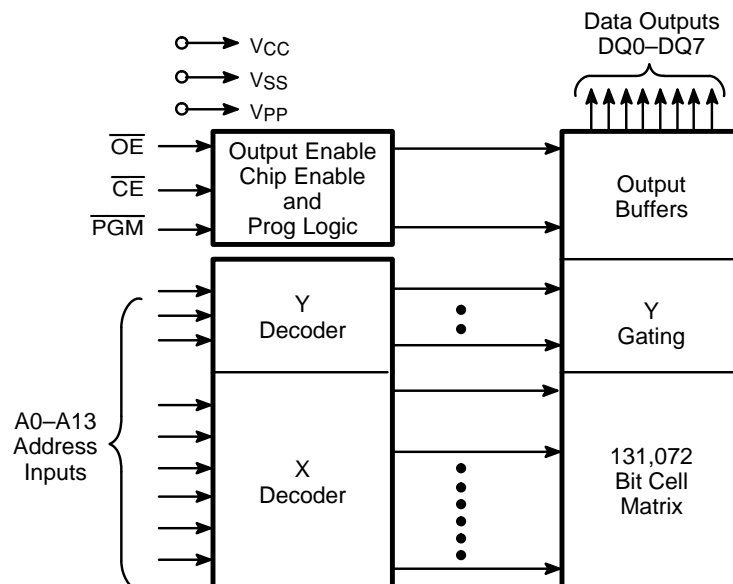 Data Outputs
DQ0–DQ7
VCC
VSS
VPP
OE
CE
PGM
Output Enable
Chip Enable
and
Prog Logic
Output
Buffers
Y
Decoder
Y
Gating
A0–A13
Address
Inputs
X
Decoder
131,072
Bit Cell
Matrix